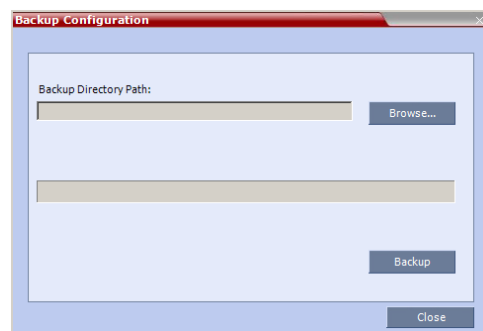 Backup Configuration
Backup Directory Path:
Browse...
Backup
Close